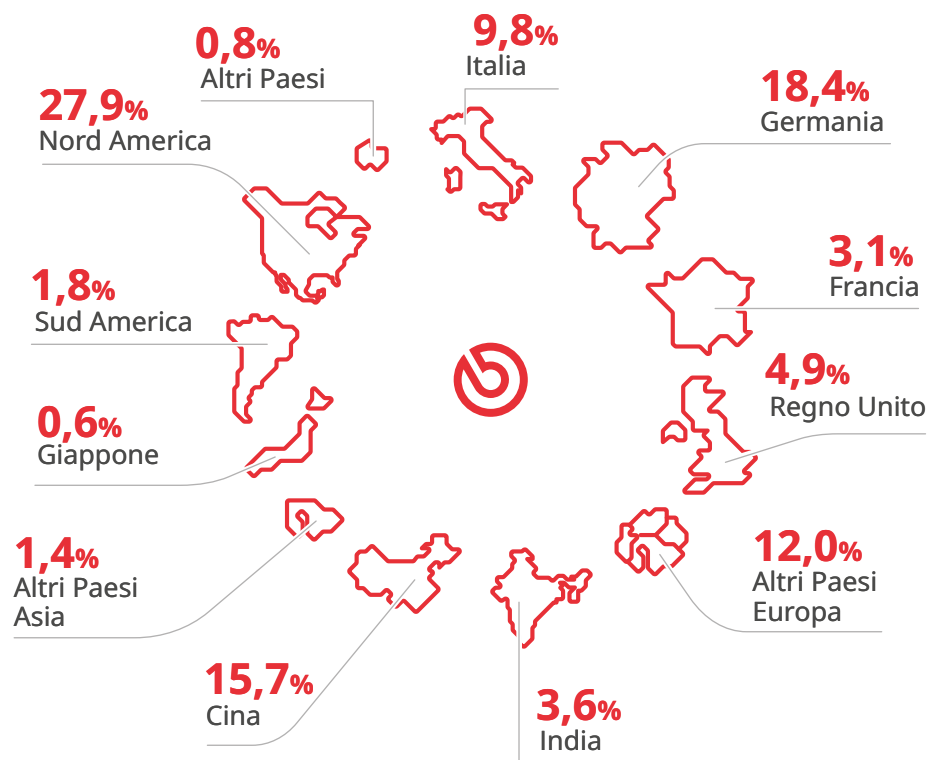 9,8%
Italia
18,4%
Germania
3,1%
Francia
4,9%
Regno Unito
12,0%
Altri Paesi
Europa
3,6%
India
15,7%
Cina
1,4%
Altri Paesi
Asia
0,6%
Giappone
1,8%
Sud America
27,9%
Nord America
0,8%
Altri Paesi